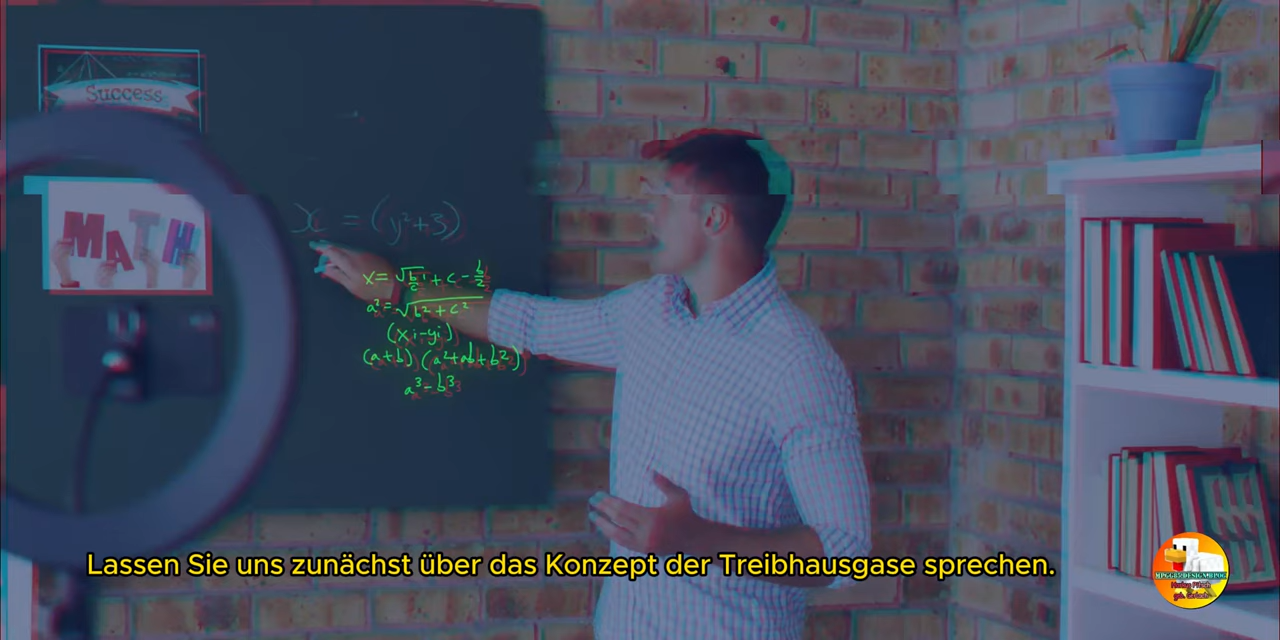 Success
MATH
x = (y²+3)
x = √b/2 + c - b/2
a² = √b² + c²
(xi-yi)
(a+b) (a²+ab+b²)
a³-b³
Lassen Sie uns zunächst über das Konzept der Treibhausgase sprechen.